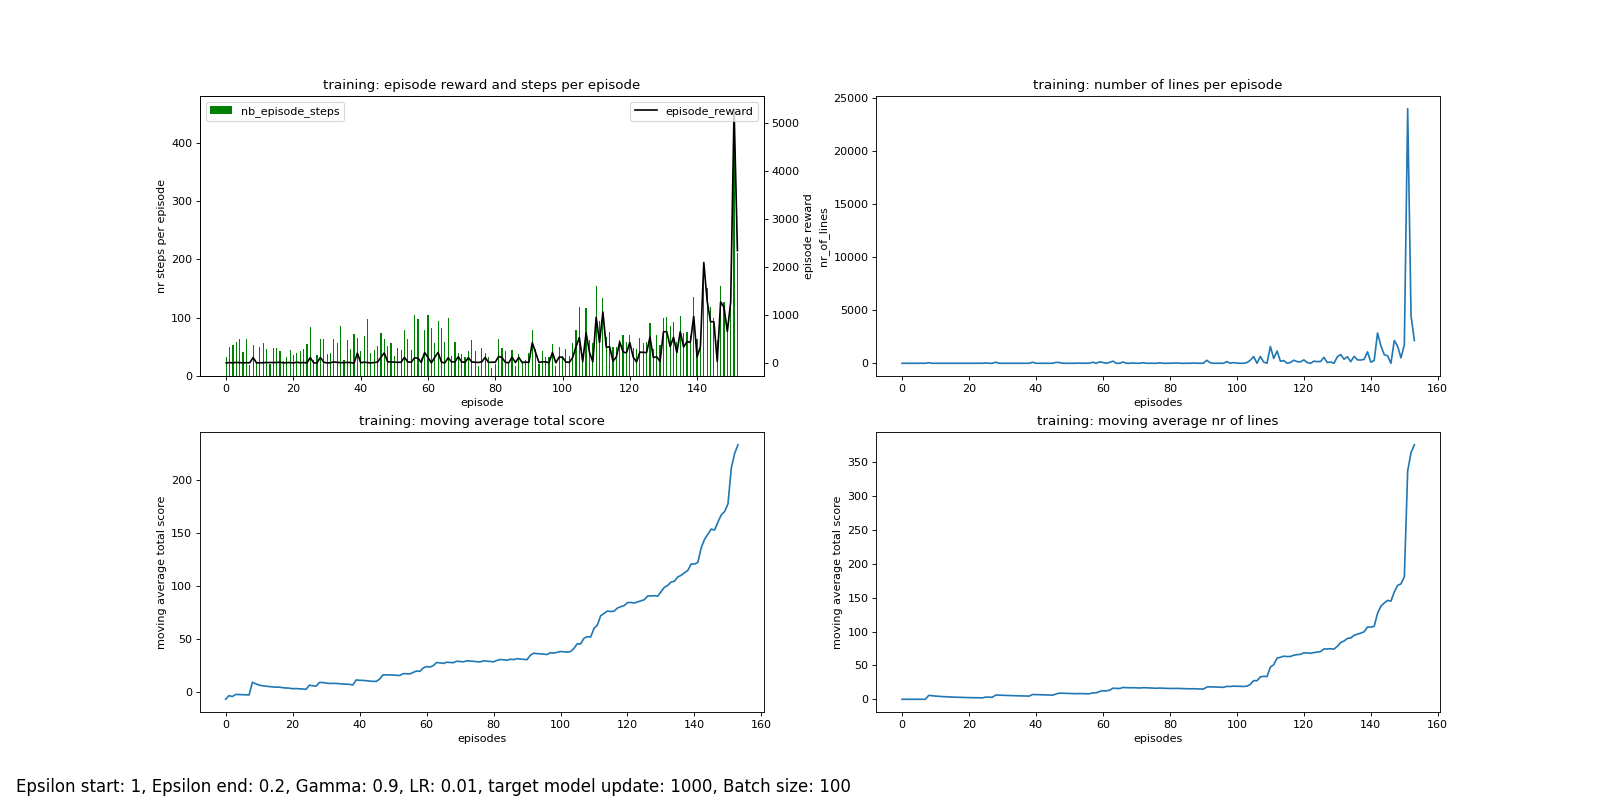 training: episode reward and steps per episode
nb_episode_steps
episode_reward
nr steps per episode
400
300
200
100
0
5000
4000
3000
2000
1000
0
episode reward
0 20 40 60 80 100 120 140
episode
training: number of lines per episode
nr_of_lines
25000
20000
15000
10000
5000
0
0 20 40 60 80 100 120 140 160
episodes
training: moving average total score
moving average total score
200
150
100
50
0
0 20 40 60 80 100 120 140 160
episodes
training: moving average nr of lines
moving average total score
350
300
250
200
150
100
50
0
0 20 40 60 80 100 120 140 160
episodes
Epsilon start: 1, Epsilon end: 0.2, Gamma: 0.9, LR: 0.01, target model update: 1000, Batch size: 100